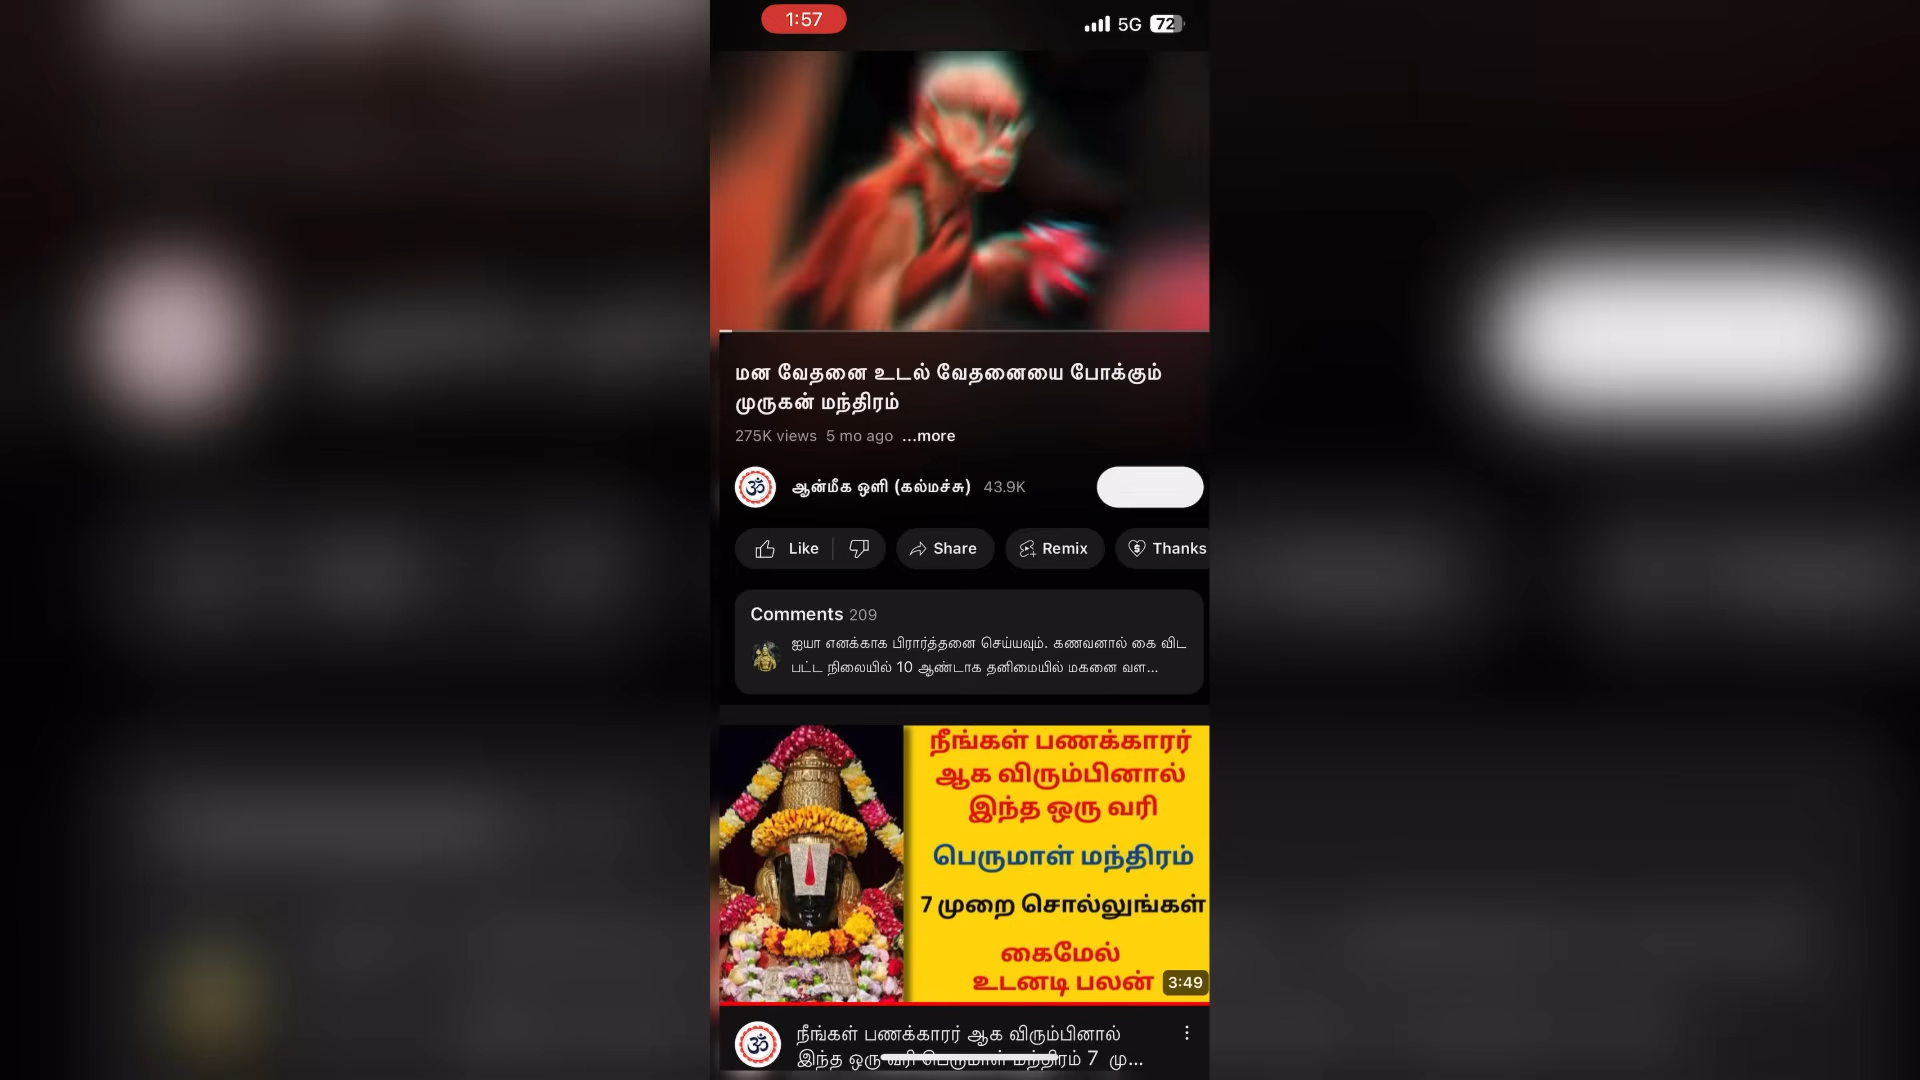 1:57
5G 72
மன வேதனை உடல் வேதனையை போக்கும்
முருகன் மந்திரம்
275K views 5 mo ago ...more
ஆன்மீக ஒளி (கல்மச்சு) 43.9K
Like Share Remix Thanks
Comments 209
ஐயா எனக்காக பிரார்த்தனை செய்யவும். கணவனால் கை விட
பட்ட நிலையில் 10 ஆண்டாக தனிமையில் மகனை வள...
நீங்கள் பணக்காரர்
ஆக விரும்பினால்
இந்த ஒரு வரி
பெருமாள் மந்திரம்
7 முறை சொல்லுங்கள்
கைமேல்
உடனடி பலன்
3:49
ॐ
நீங்கள் பணக்காரர் ஆக விரும்பினால்
இந்த ஒரு வரி பெருமாள் மந்திரம் 7 மு...